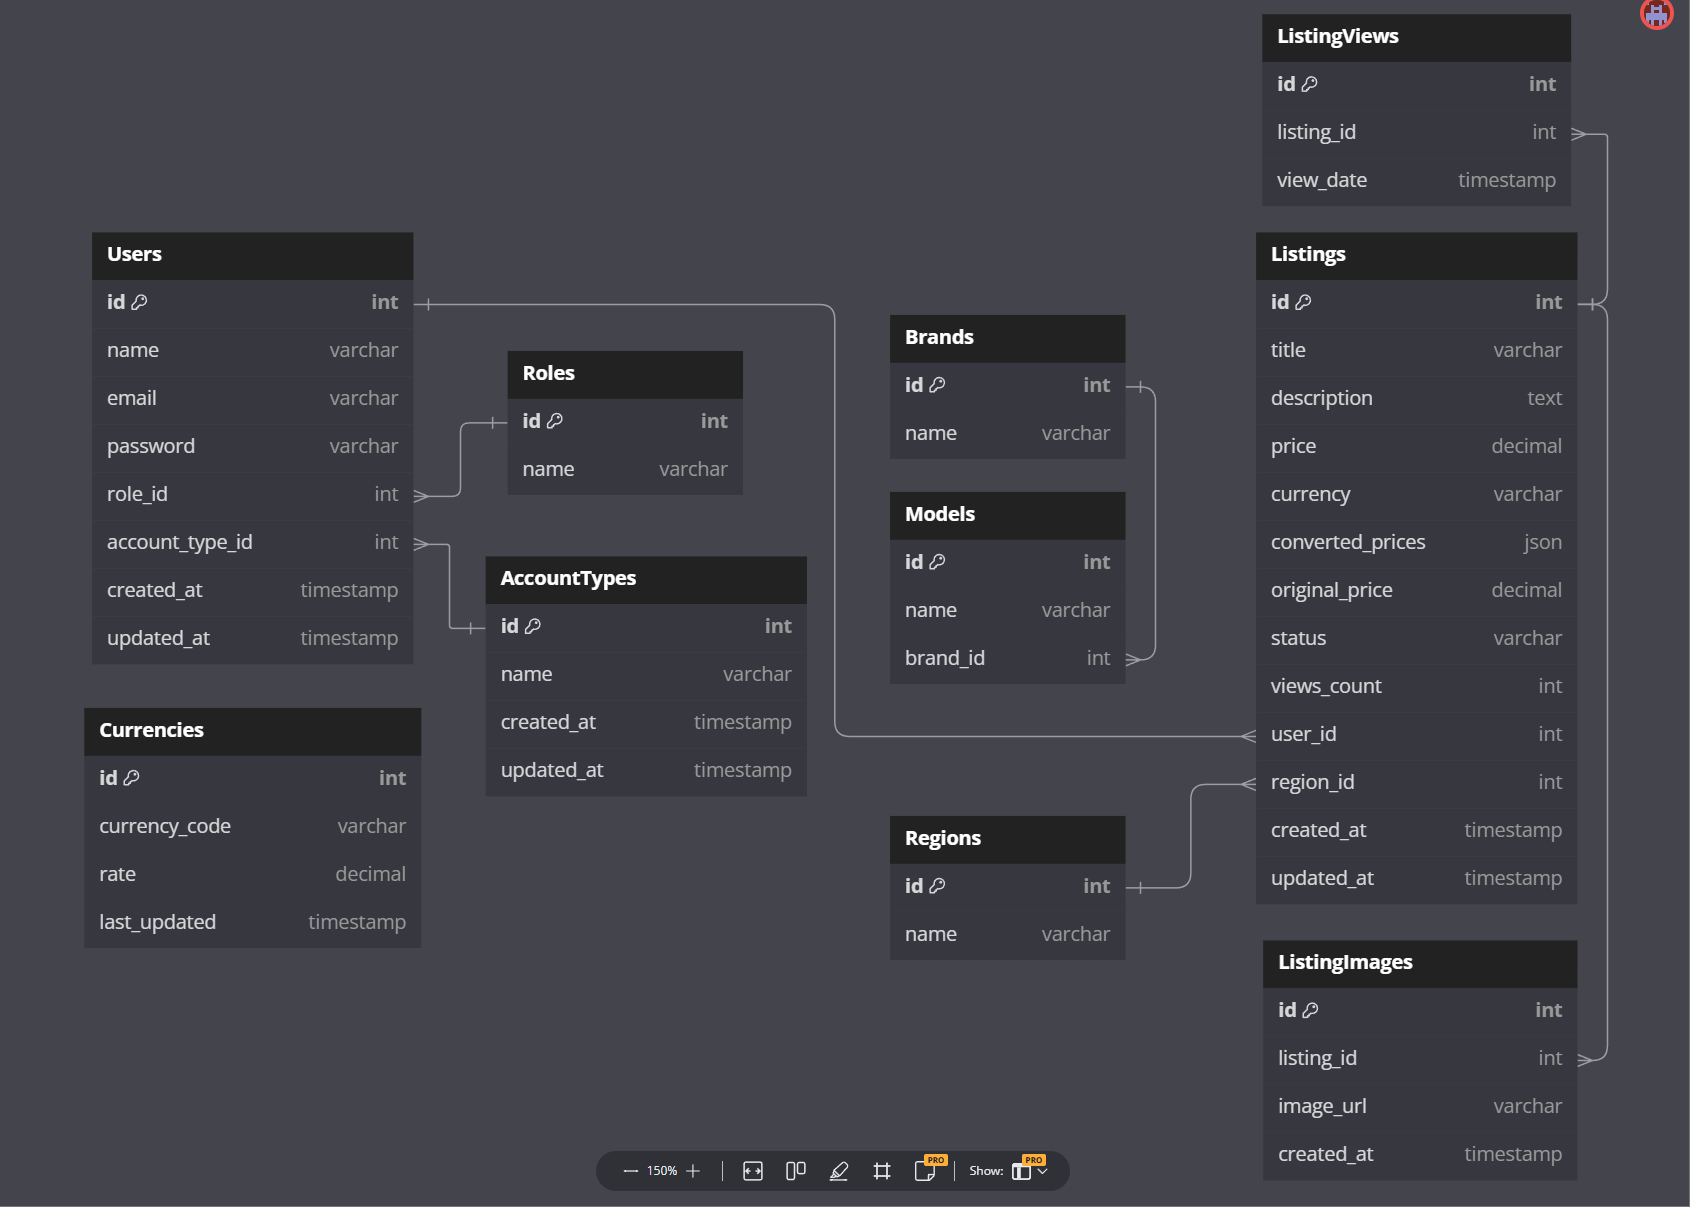 ListingViews
id int
listing_id int
view_date timestamp
Users
id int
name varchar
email varchar
password varchar
role_id int
account_type_id int
created_at timestamp
updated_at timestamp
Roles
id int
name varchar
AccountTypes
id int
name varchar
created_at timestamp
updated_at timestamp
Currencies
id int
currency_code varchar
rate decimal
last_updated timestamp
Brands
id int
name varchar
Models
id int
name varchar
brand_id int
Regions
id int
name varchar
Listings
id int
title varchar
description text
price decimal
currency varchar
converted_prices json
original_price decimal
status varchar
views_count int
user_id int
region_id int
created_at timestamp
updated_at timestamp
ListingImages
id int
listing_id int
image_url varchar
created_at timestamp
150% PRO Show: PRO